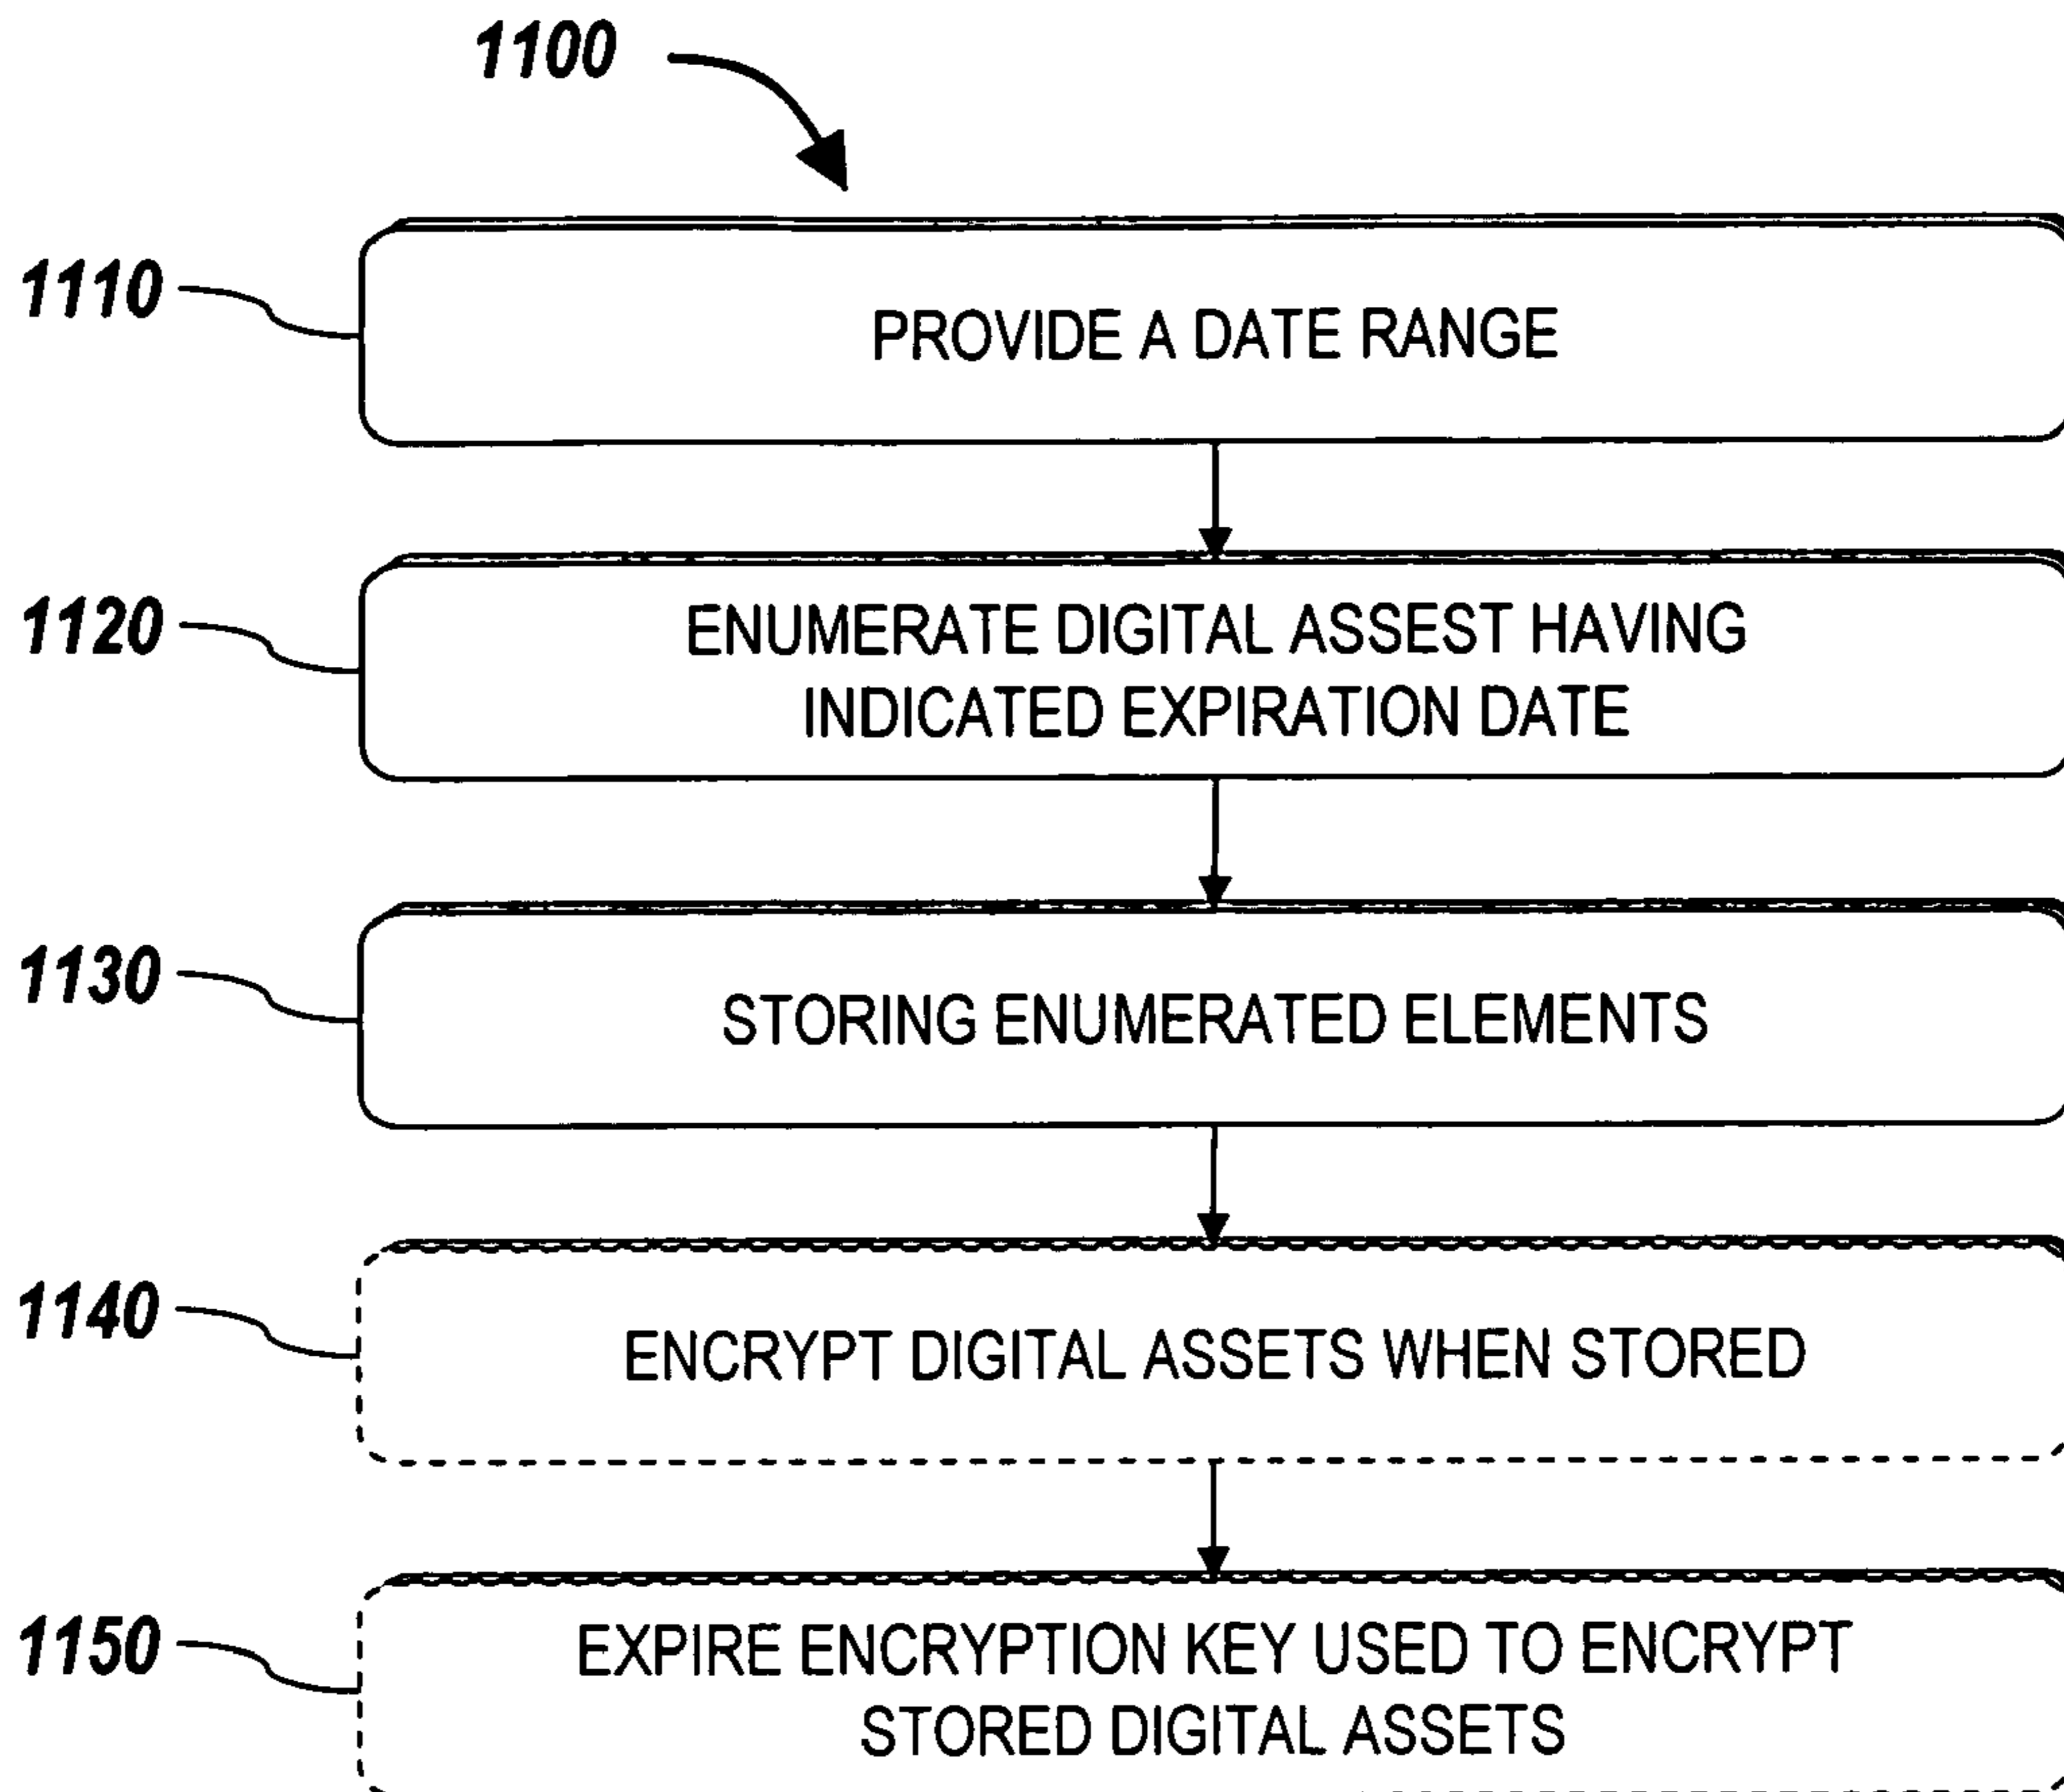 1100
1110
PROVIDE A DATE RANGE
1120
ENUMERATE DIGITAL ASSEST HAVING
INDICATED EXPIRATION DATE
1130
STORING ENUMERATED ELEMENTS
1140
ENCRYPT DIGITAL ASSETS WHEN STORED
1150
EXPIRE ENCRYPTION KEY USED TO ENCRYPT
STORED DIGITAL ASSETS